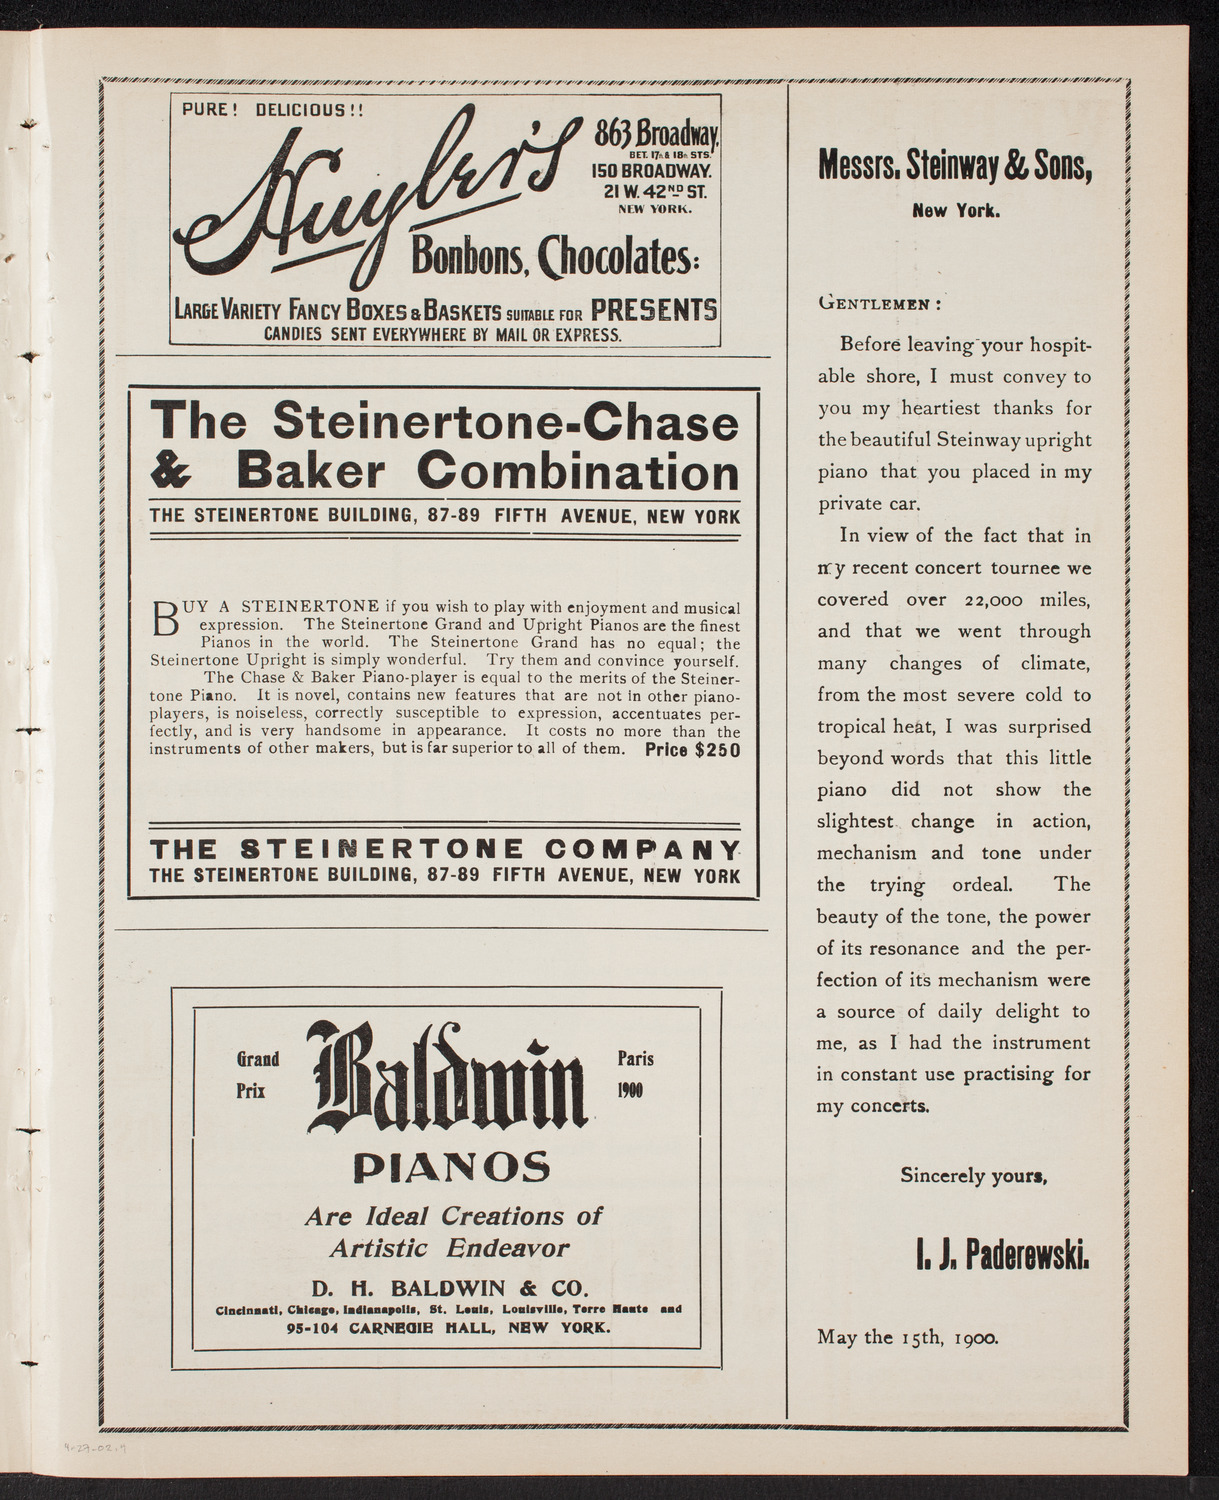 PURE! DELICIOUS!!
Huyler's
863 Broadway,
BET. 17th & 18th STS.
150 BROADWAY.
21 W. 42ND ST.
NEW YORK.
Bonbons, Chocolates:
LARGE VARIETY FANCY BOXES & BASKETS SUITABLE FOR PRESENTS
CANDIES SENT EVERYWHERE BY MAIL OR EXPRESS.
The Steinertone-Chase
& Baker Combination
THE STEINERTONE BUILDING, 87-89 FIFTH AVENUE, NEW YORK
BUY A STEINERTONE if you wish to play with enjoyment and musical
expression. The Steinertone Grand and Upright Pianos are the finest
Pianos in the world. The Steinertone Grand has no equal; the
Steinertone Upright is simply wonderful. Try them and convince yourself.
The Chase & Baker Piano-player is equal to the merits of the Steiner-
tone Piano. It is novel, contains new features that are not in other piano-
players, is noiseless, correctly susceptible to expression, accentuates per-
fectly, and is very handsome in appearance. It costs no more than the
instruments of other makers, but is far superior to all of them. Price $250
THE STEINERTONE COMPANY
THE STEINERTONE BUILDING, 87-89 FIFTH AVENUE, NEW YORK
Grand Prix
Baldwin
Paris 1900
PIANOS
Are Ideal Creations of
Artistic Endeavor
D. H. BALDWIN & CO.
Cincinnati, Chicago, Indianapolis, St. Louis, Louisville, Terre Haute and
95-104 CARNEGIE HALL, NEW YORK.
Messrs. Steinway & Sons,
New York.
GENTLEMEN:
Before leaving your hospit-
able shore, I must convey to
you my heartiest thanks for
the beautiful Steinway upright
piano that you placed in my
private car.
In view of the fact that in
my recent concert tournee we
covered over 22,000 miles,
and that we went through
many changes of climate,
from the most severe cold to
tropical heat, I was surprised
beyond words that this little
piano did not show the
slightest change in action,
mechanism and tone under
the trying ordeal. The
beauty of the tone, the power
of its resonance and the per-
fection of its mechanism were
a source of daily delight to
me, as I had the instrument
in constant use practising for
my concerts.
Sincerely yours,
I. J. Paderewski.
May the 15th, 1900.